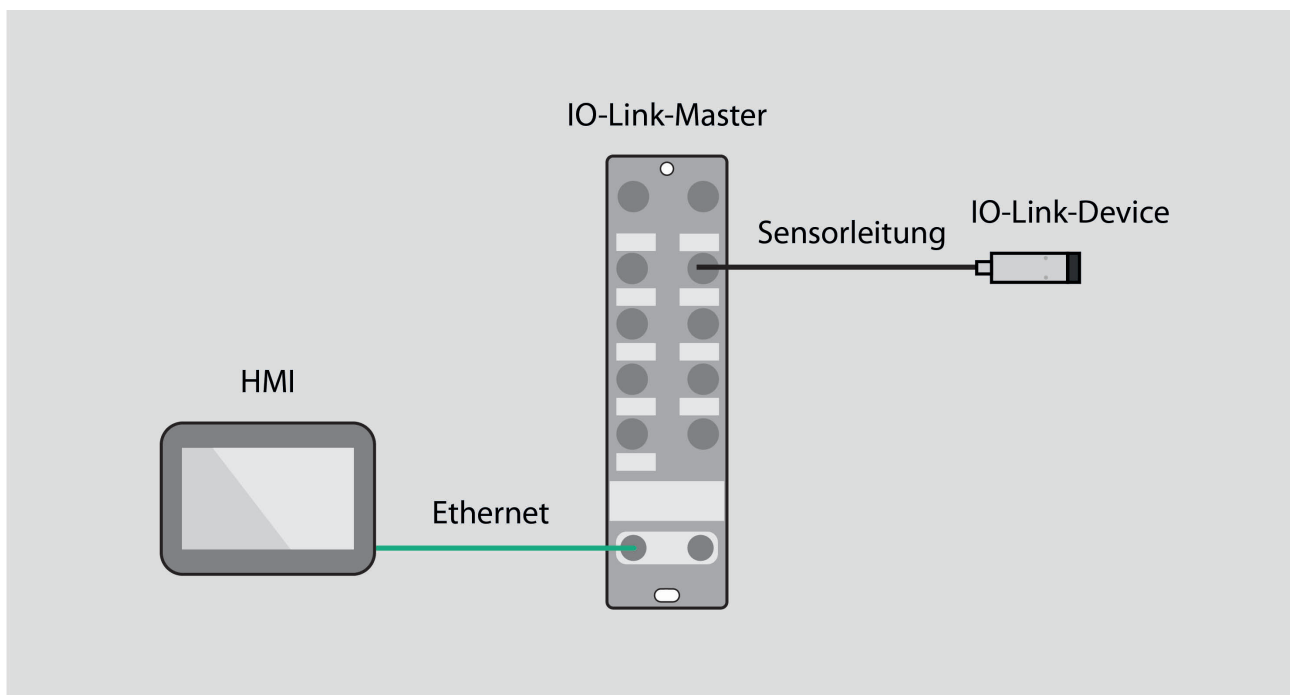 IO-Link-Master
IO-Link-Device
Sensorleitung
HMI
Ethernet